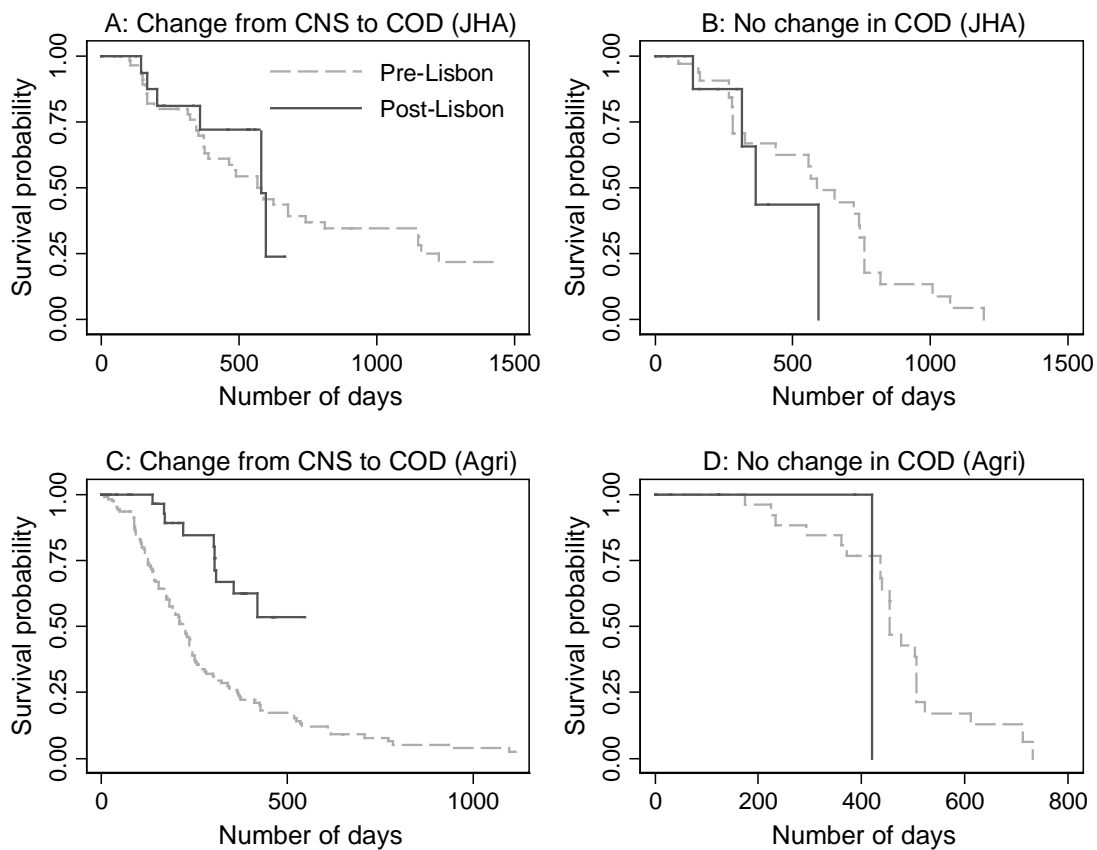 A: Change from CNS to COD (JHA)
Survival probability
1.00
0.75
0.50
0.25
0.00
Pre-Lisbon
Post-Lisbon
0 500 1000 1500
Number of days
B: No change in COD (JHA)
Survival probability
1.00
0.75
0.50
0.25
0.00
0 500 1000 1500
Number of days
C: Change from CNS to COD (Agri)
Survival probability
1.00
0.75
0.50
0.25
0.00
0 500 1000
Number of days
D: No change in COD (Agri)
Survival probability
1.00
0.75
0.50
0.25
0.00
0 200 400 600 800
Number of days